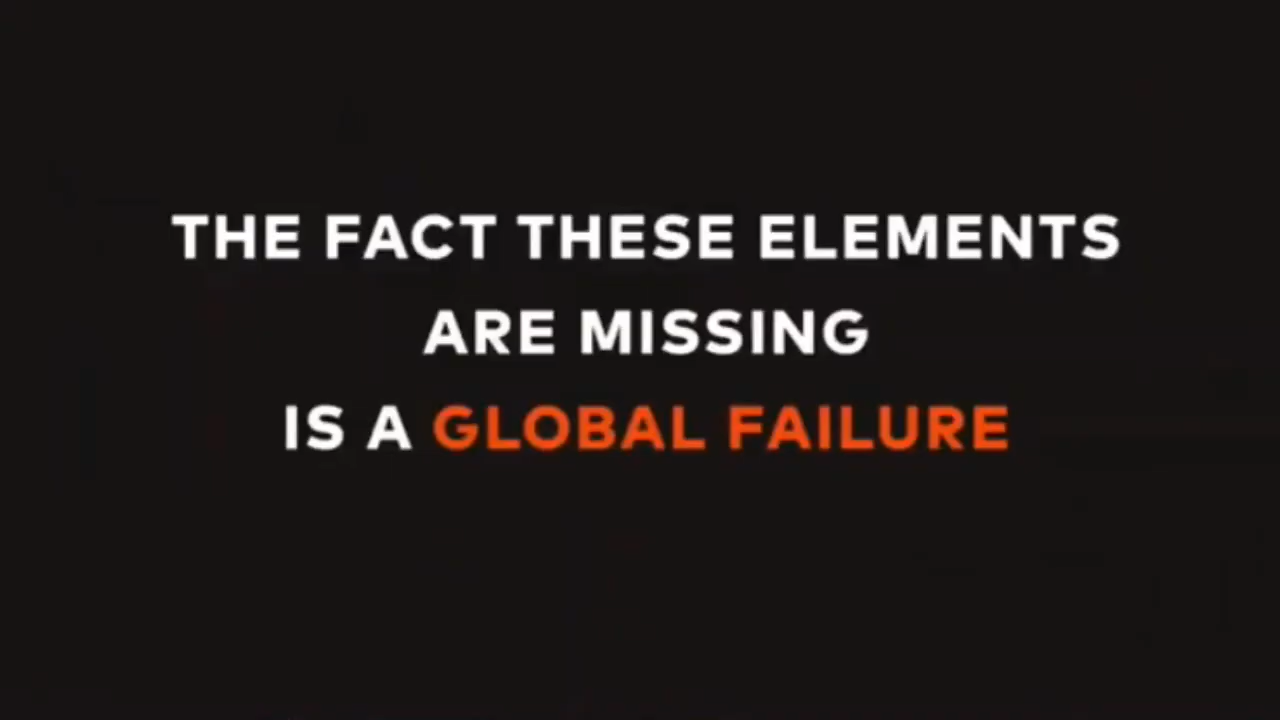 THE FACT THESE ELEMENTS
ARE MISSING
IS A GLOBAL FAILURE